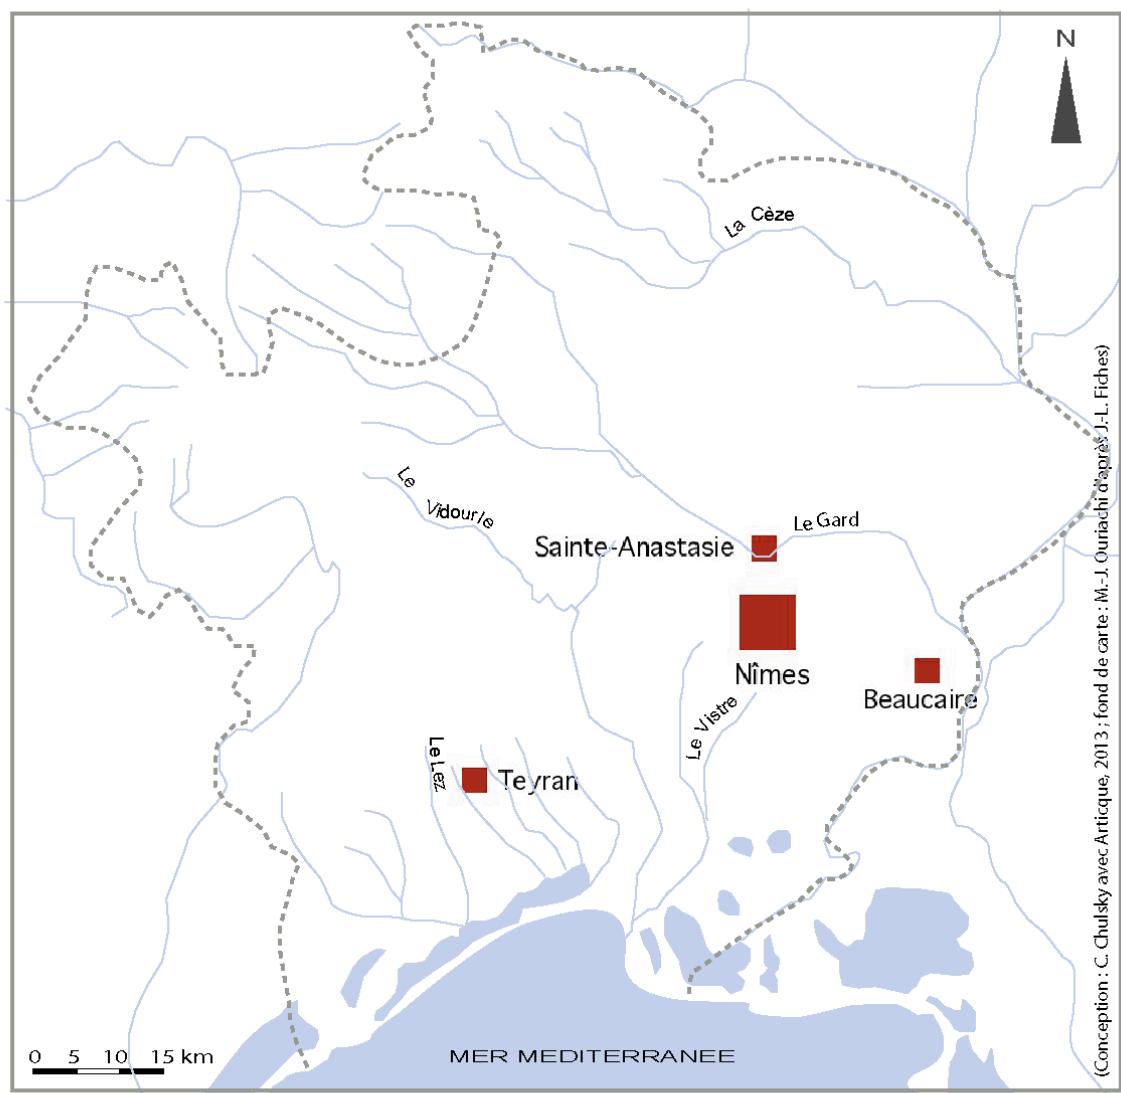 N
La Cèze
Le Vidourle
Le Gard
Sainte-Anastasie
Nîmes
Beaucaire
Le Vistre
Le Lez
Teyran
MER MEDITERRANEE
0 5 10 15 km
(Conception : C. Chulsky avec Articque, 2013 ; fond de carte : M.-J. Ouriachi d'après J.-L. Fiches)